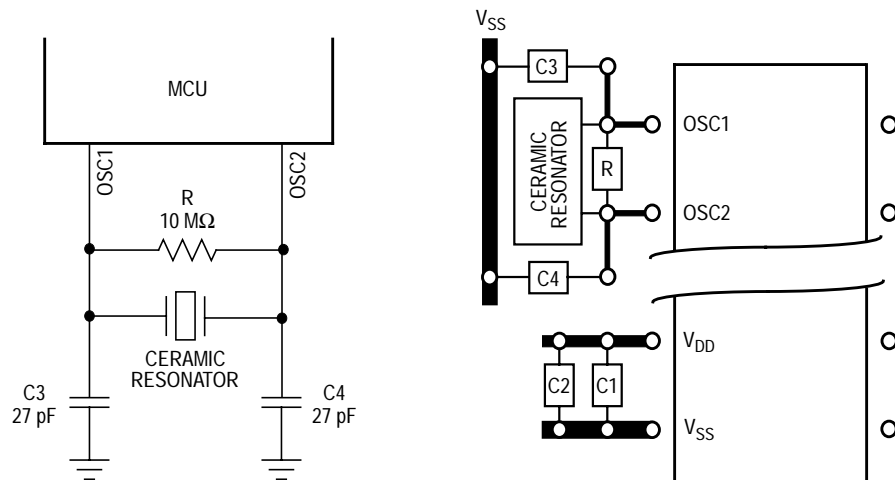 MCU
OSC1
OSC2
R
10 MΩ
CERAMIC
RESONATOR
C3
27 pF
C4
27 pF
VSS
C3
CERAMIC
RESONATOR
R
C4
OSC1
OSC2
C2
C1
VDD
VSS